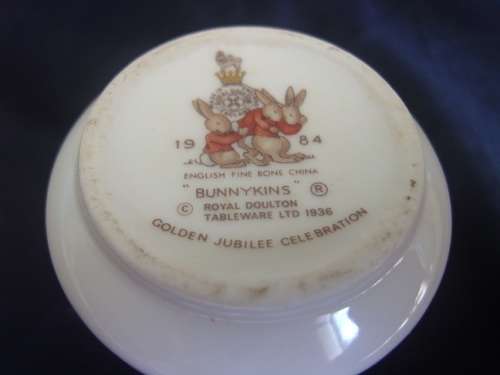 19 84
ENGLISH FINE BONE CHINA
"BUNNYKINS" ®
© ROYAL DOULTON
TABLEWARE LTD 1936
GOLDEN JUBILEE CELEBRATION